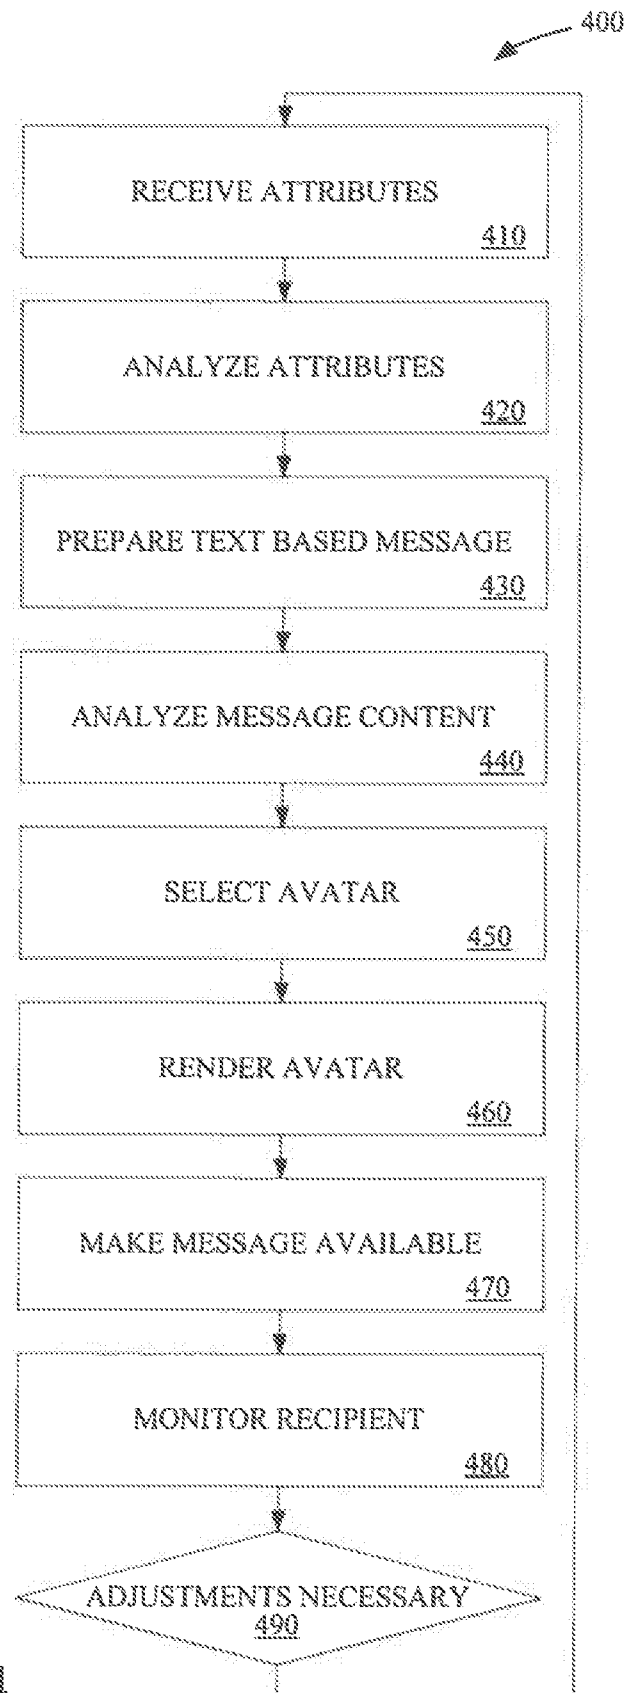 400
RECEIVE ATTRIBUTES
410
ANALYZE ATTRIBUTES
420
PREPARE TEXT BASED MESSAGE
430
ANALYZE MESSAGE CONTENT
440
SELECT AVATAR
450
RENDER AVATAR
460
MAKE MESSAGE AVAILABLE
470
MONITOR RECIPIENT
480
ADJUSTMENTS NECESSARY
490